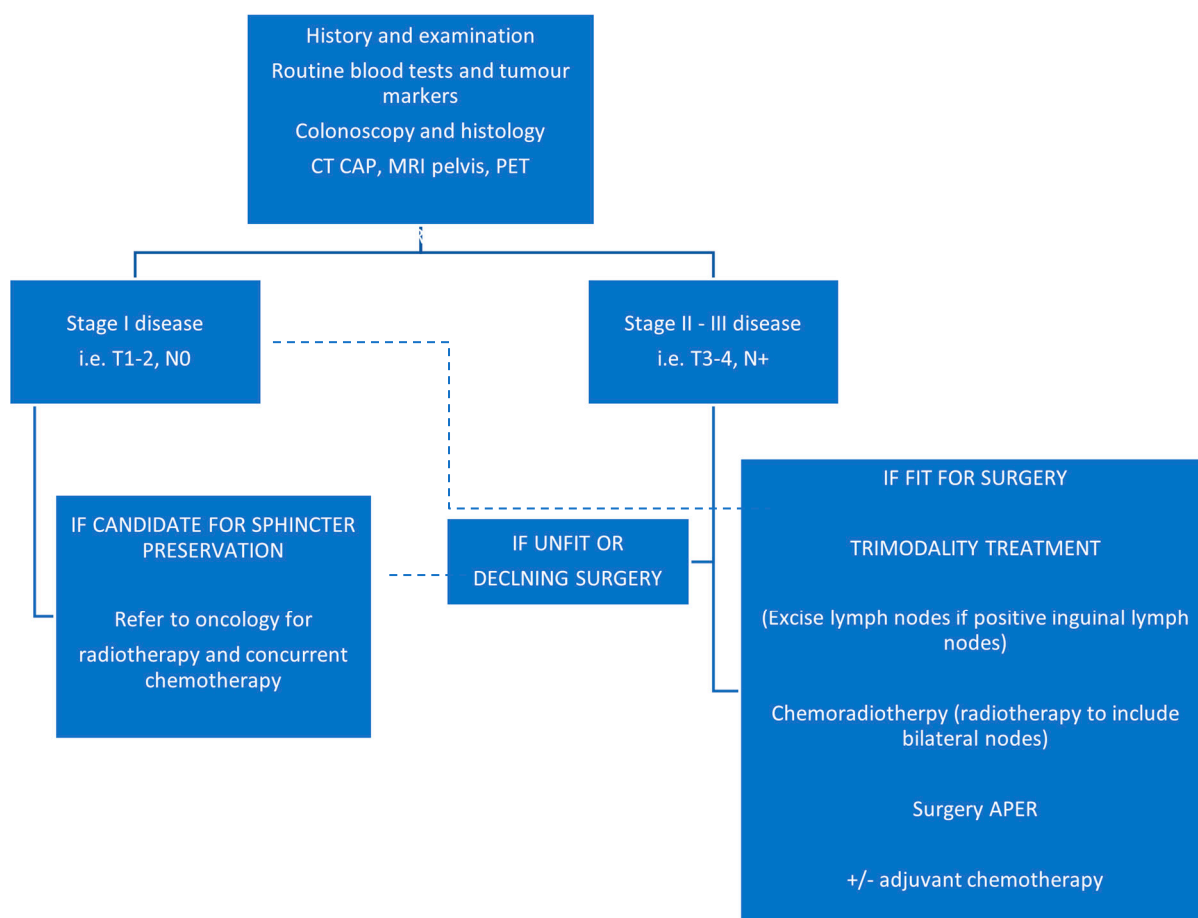 History and examination
Routine blood tests and tumour
markers
Colonoscopy and histology
CT CAP, MRI pelvis, PET
Stage I disease
i.e. T1-2, N0
Stage II - III disease
i.e. T3-4, N+
IF CANDIDATE FOR SPHINCTER
PRESERVATION
Refer to oncology for
radiotherapy and concurrent
chemotherapy
IF UNFIT OR
DECLNING SURGERY
IF FIT FOR SURGERY
TRIMODALITY TREATMENT
(Excise lymph nodes if positive inguinal lymph
nodes)
Chemoradiotherpy (radiotherapy to include
bilateral nodes)
Surgery APER
+/- adjuvant chemotherapy